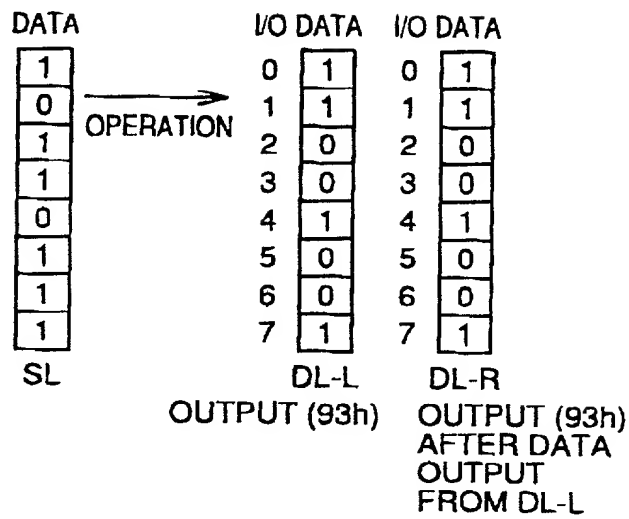 DATA I/O DATA I/O DATA
1 0 1 0 1
0 1 1 1 1
OPERATION
1 2 0 2 0
1 3 0 3 0
0 4 1 4 1
1 5 0 5 0
1 6 0 6 0
1 7 1 7 1
SL DL-L DL-R
OUTPUT (93h) OUTPUT (93h)
AFTER DATA
OUTPUT
FROM DL-L